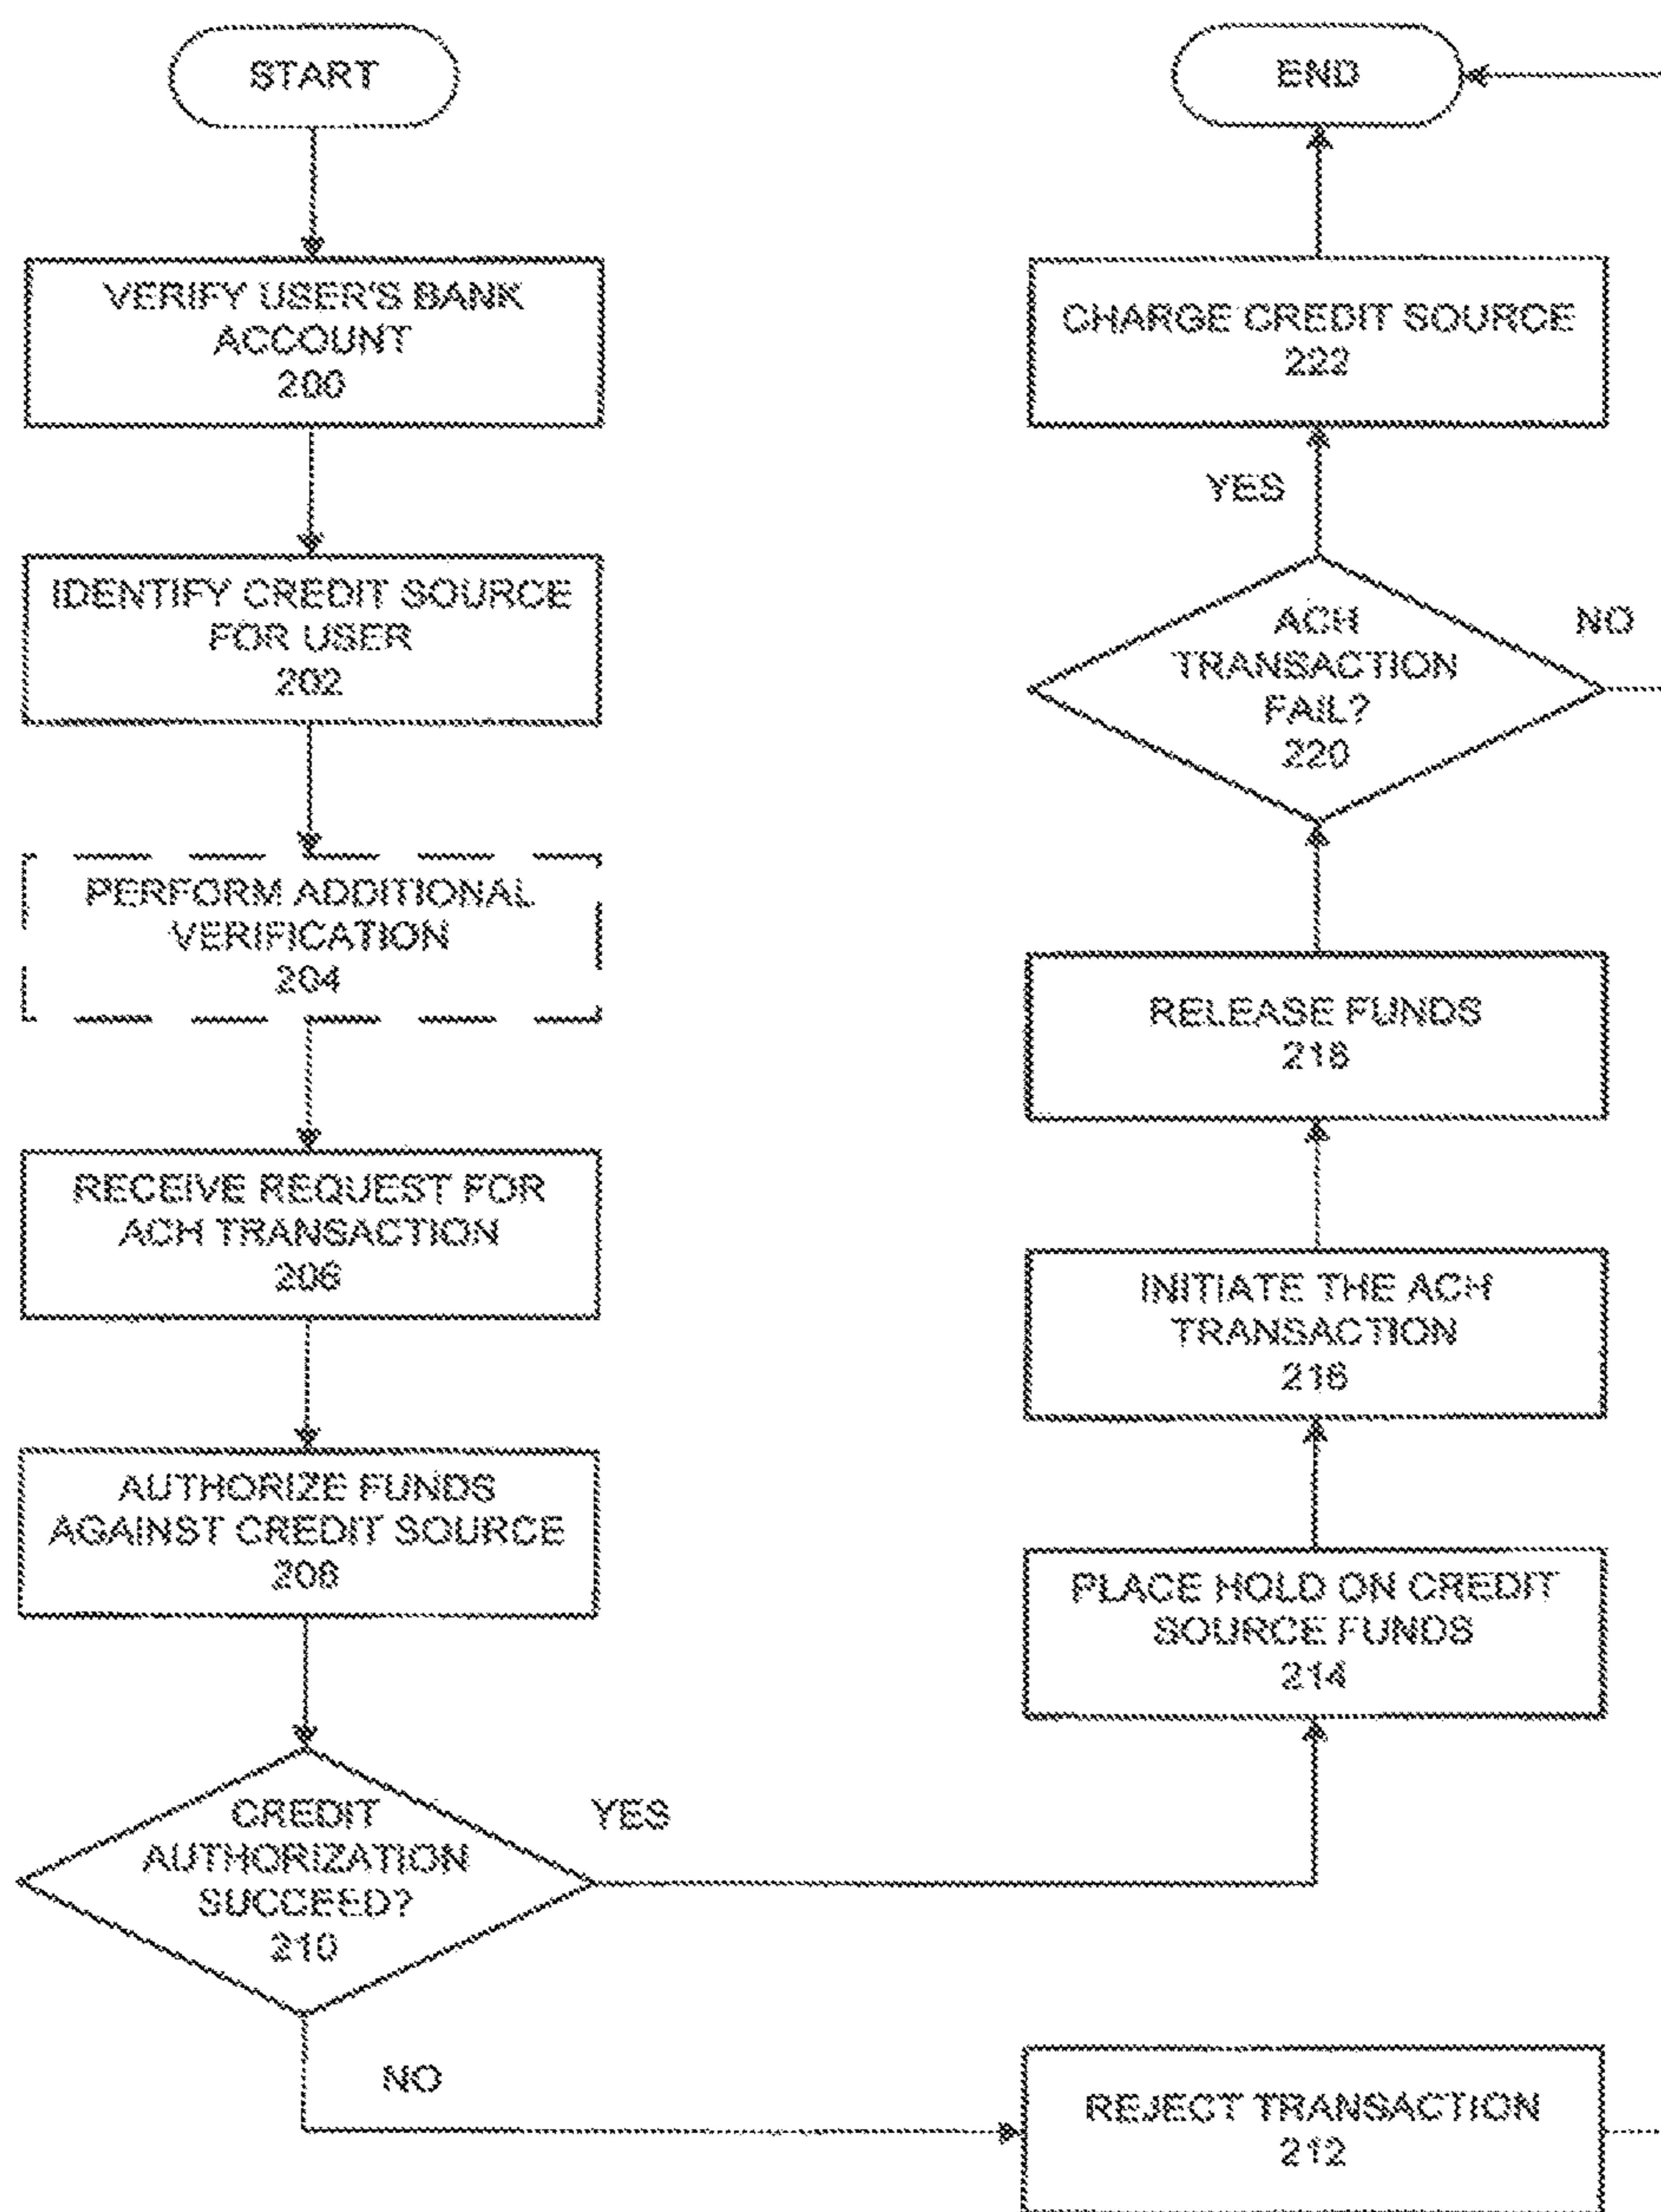 START
VERIFY USER'S BANK
ACCOUNT
200
IDENTIFY CREDIT SOURCE
FOR USER
202
PERFORM ADDITIONAL
VERIFICATION
204
RECEIVE REQUEST FOR
ACH TRANSACTION
206
AUTHORIZE FUNDS
AGAINST CREDIT SOURCE
208
CREDIT
AUTHORIZATION
SUCCEED?
210
YES
NO
REJECT TRANSACTION
212
PLACE HOLD ON CREDIT
SOURCE FUNDS
214
INITIATE THE ACH
TRANSACTION
216
RELEASE FUNDS
218
ACH
TRANSACTION
FAIL?
220
NO
YES
CHARGE CREDIT SOURCE
222
END